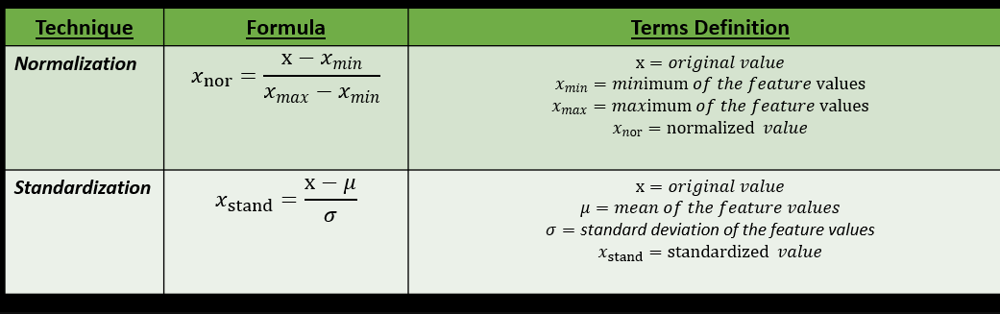 Technique Formula Terms Definition
Normalization
x_nor = (x − x_min) / (x_max − x_min)
x = original value
x_min = minimum of the feature values
x_max = maximum of the feature values
x_nor = normalized value
Standardization
x_stand = (x − μ) / σ
x = original value
μ = mean of the feature values
σ = standard deviation of the feature values
x_stand = standardized value